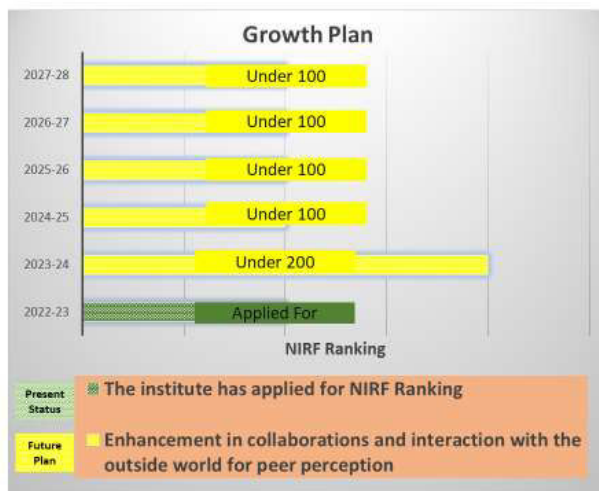 Growth Plan
2027-28 Under 100
2026-27 Under 100
2025-26 Under 100
2024-25 Under 100
2023-24 Under 200
2022-23 Applied For
NIRF Ranking
Present
Status
The institute has applied for NIRF Ranking
Future
Plan
Enhancement in collaborations and interaction with the
outside world for peer perception